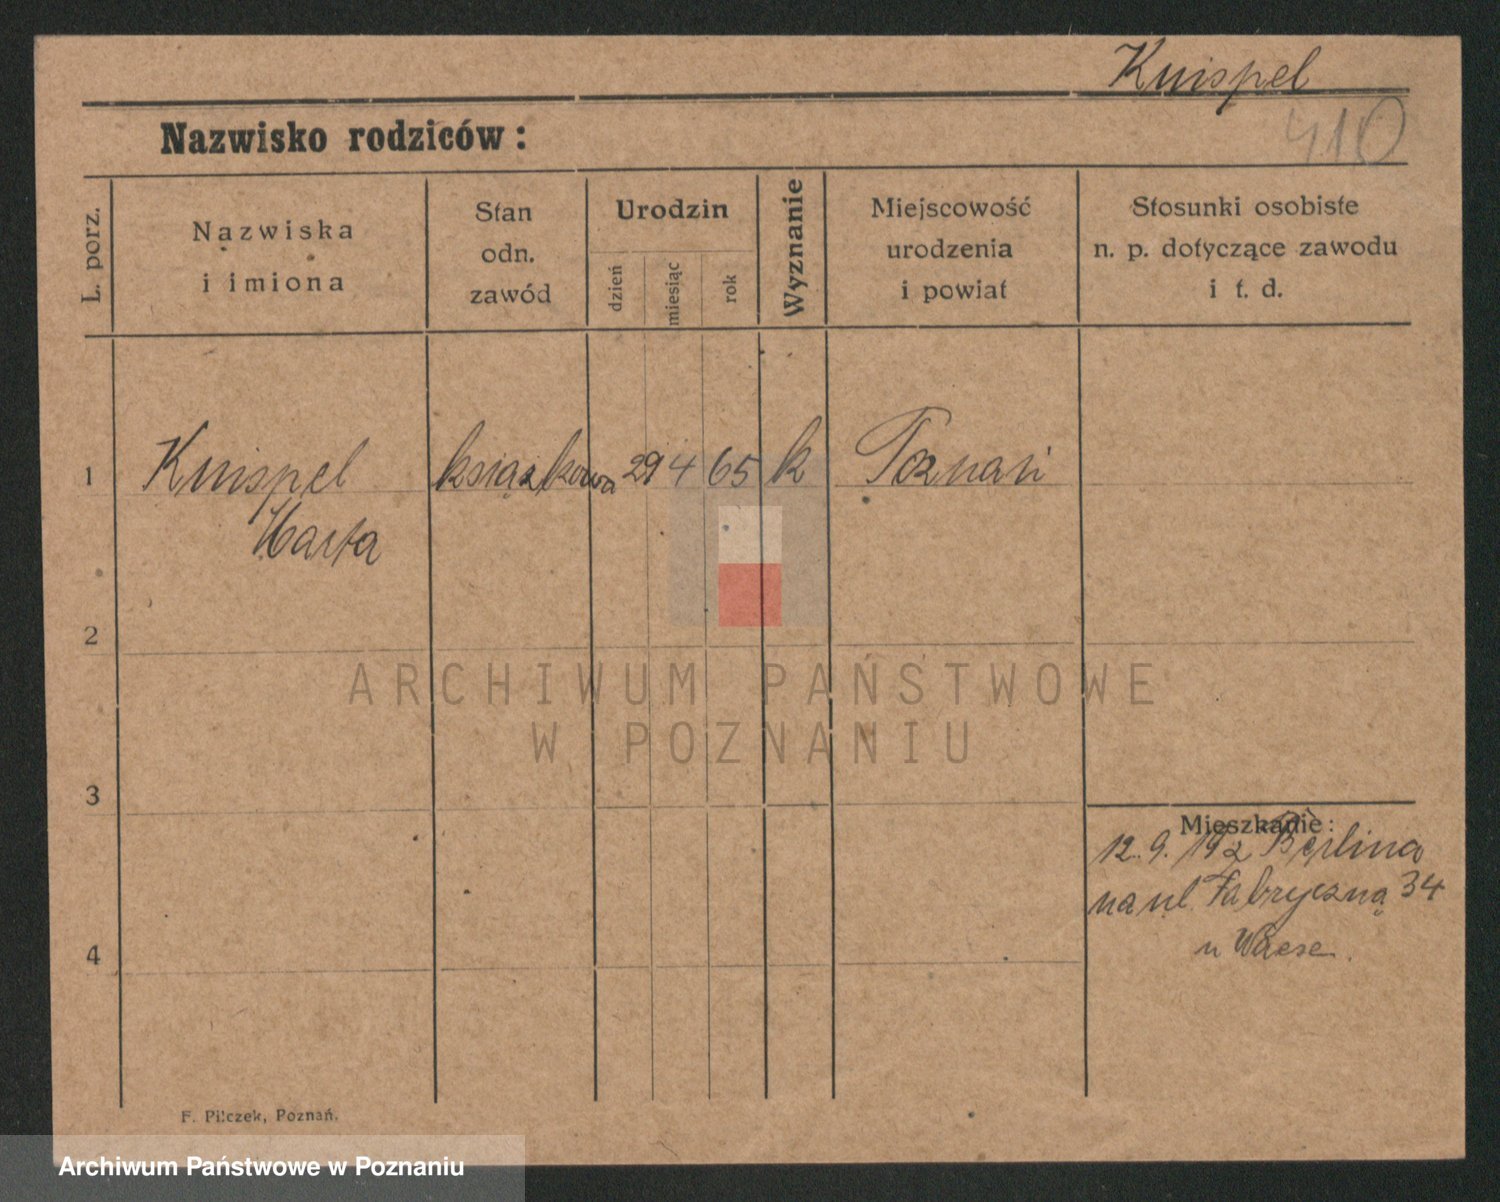 Knispel
410
Nazwisko rodziców:
L. porz.
Nazwiska
i imiona
Stan
odn.
zawód
Urodzin
dzień
miesiąc
rok
Wyznanie
Miejscowość
urodzenia
i powiat
Stosunki osobiste
n. p. dotyczące zawodu
i t. d.
1 Knispel książkowa 29 4 65 k Poznań
Marta
2
ARCHIWUM PAŃSTWOWE
W POZNANIU
3
Mieszkanie:
12. 9. 192 Berlina
na ul. Fabryczną 34
4
u
F. Pilczek, Poznań.
Archiwum Państwowe w Poznaniu